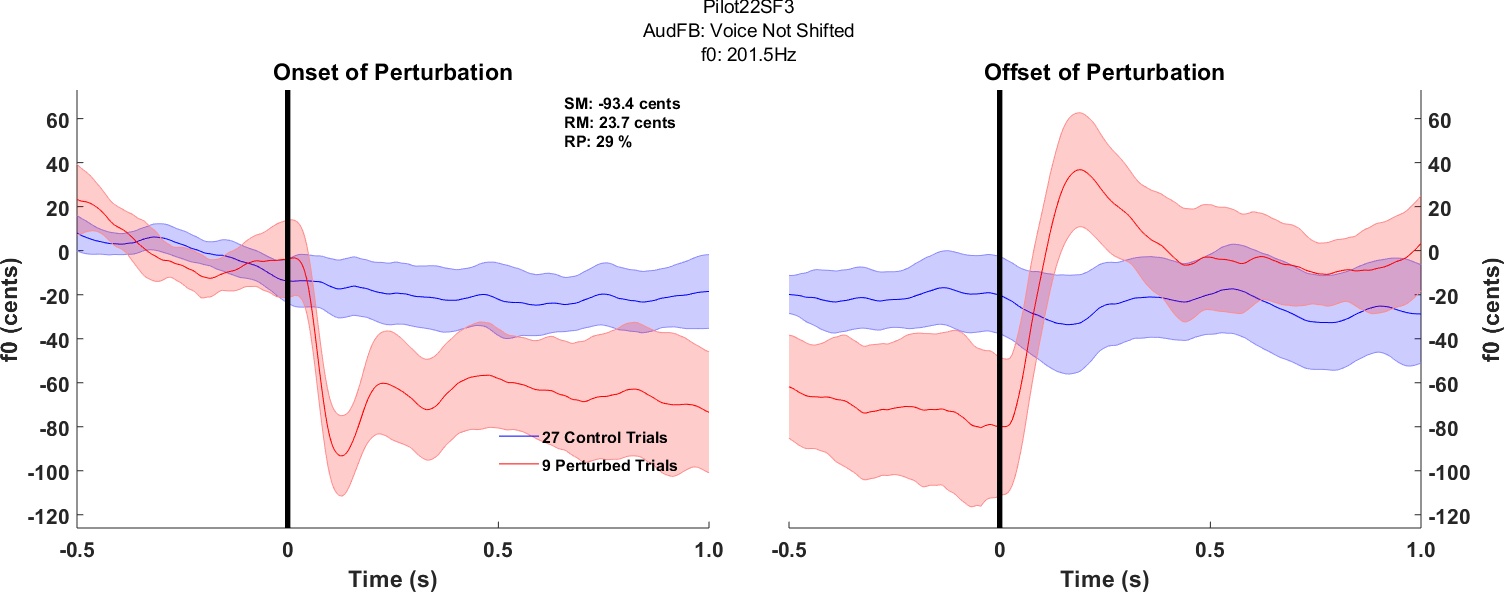 Pilot22SF3
AudFB: Voice Not Shifted
f0: 201.5Hz
Onset of Perturbation
SM: -93.4 cents
RM: 23.7 cents
RP: 29 %
60
40
20
0
-20
-40
-60
-80
-100
-120
f0 (cents)
27 Control Trials
9 Perturbed Trials
-0.5 0 0.5 1.0
Time (s)
Offset of Perturbation
60
40
20
0
-20
-40
-60
-80
-100
-120
f0 (cents)
-0.5 0 0.5 1.0
Time (s)